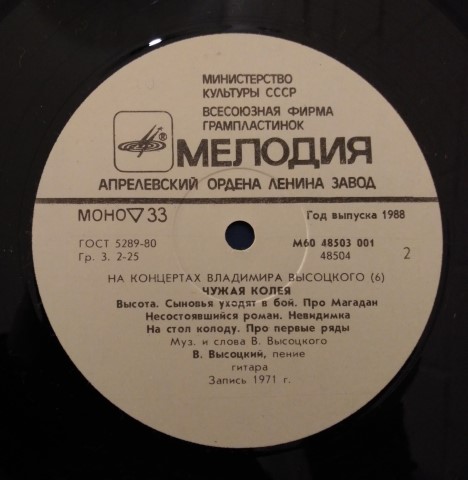 МИНИСТЕРСТВО
КУЛЬТУРЫ СССР
ВСЕСОЮЗНАЯ ФИРМА
ГРАМПЛАСТИНОК
®
МЕЛОДИЯ
АПРЕЛЕВСКИЙ ОРДЕНА ЛЕНИНА ЗАВОД
МОНО▽33
Год выпуска 1988
ГОСТ 5289-80
М60 48503 001
Гр. 3. 2-25
48504
2
НА КОНЦЕРТАХ ВЛАДИМИРА ВЫСОЦКОГО (6)
ЧУЖАЯ КОЛЕЯ
Высота. Сыновья уходят в бой. Про Магадан
Несостоявшийся роман. Невидимка
На стол колоду. Про первые ряды
Муз. и слова В. Высоцкого
В. Высоцкий, пение
гитара
Запись 1971 г.